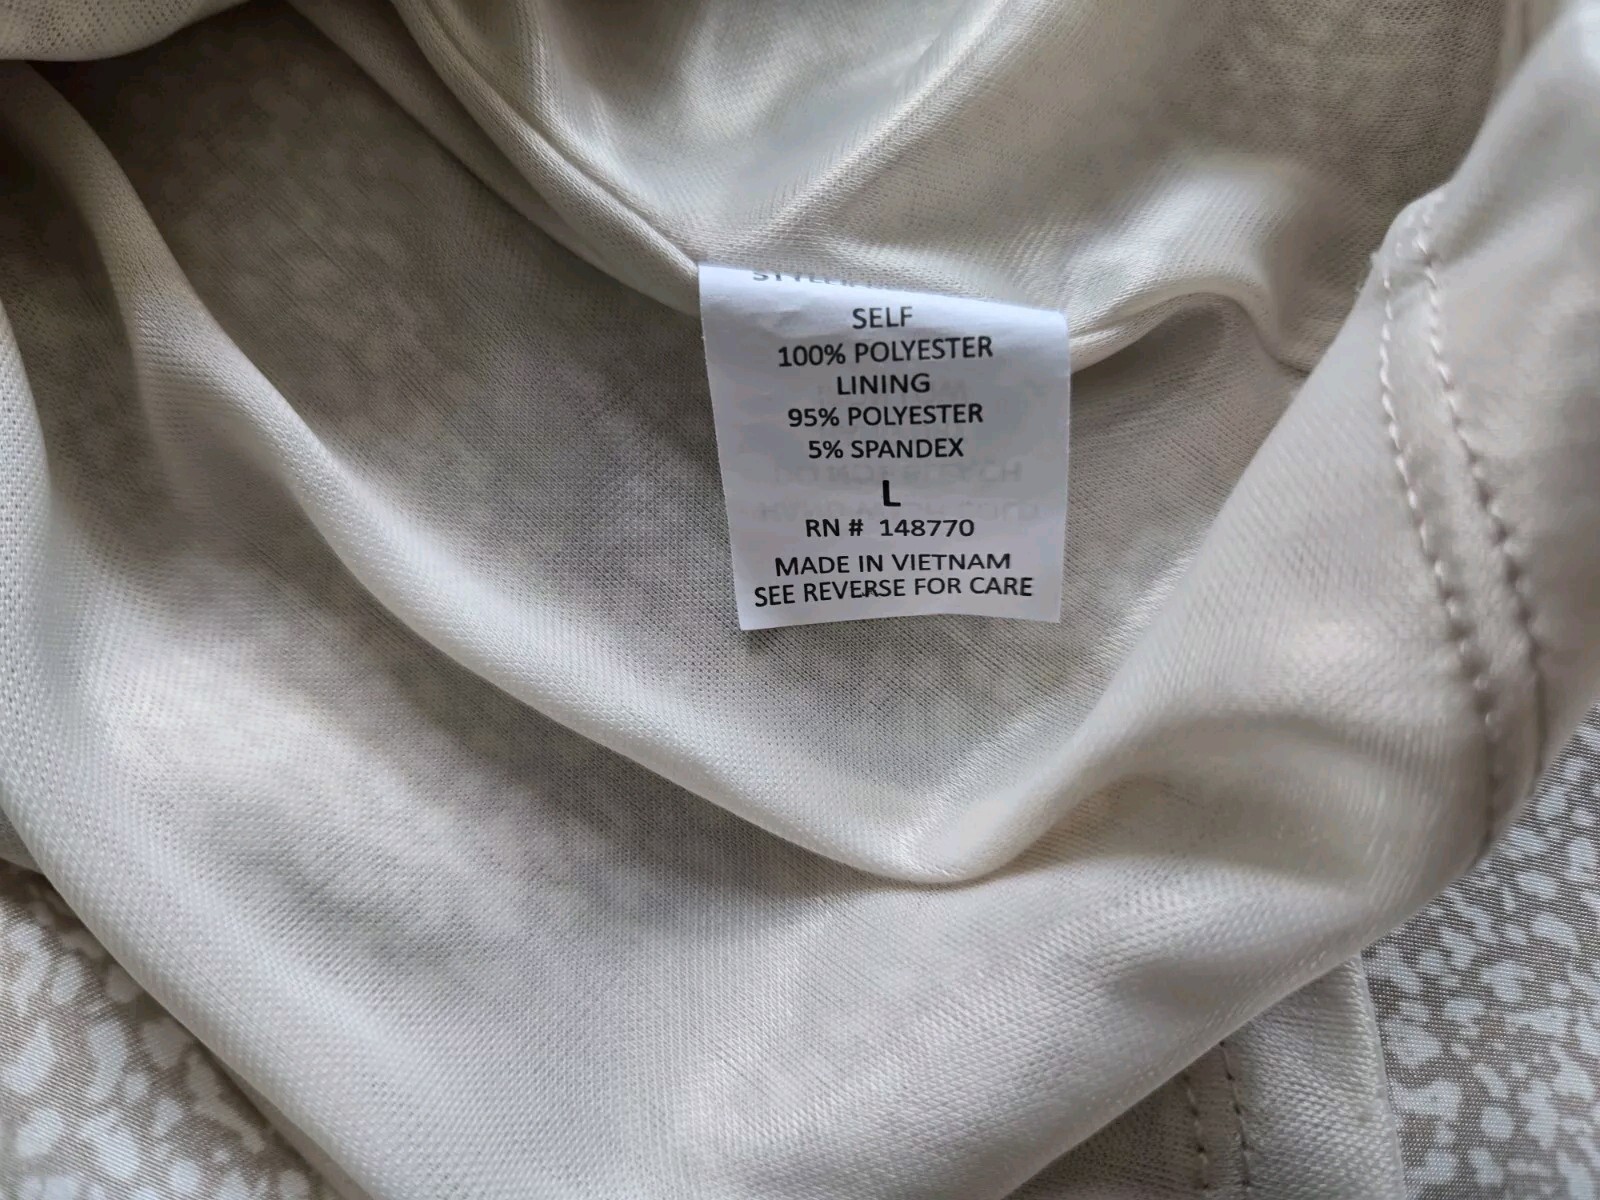 SELF
100% POLYESTER
LINING
95% POLYESTER
5% SPANDEX
L
RN # 148770
MADE IN VIETNAM
SEE REVERSE FOR CARE